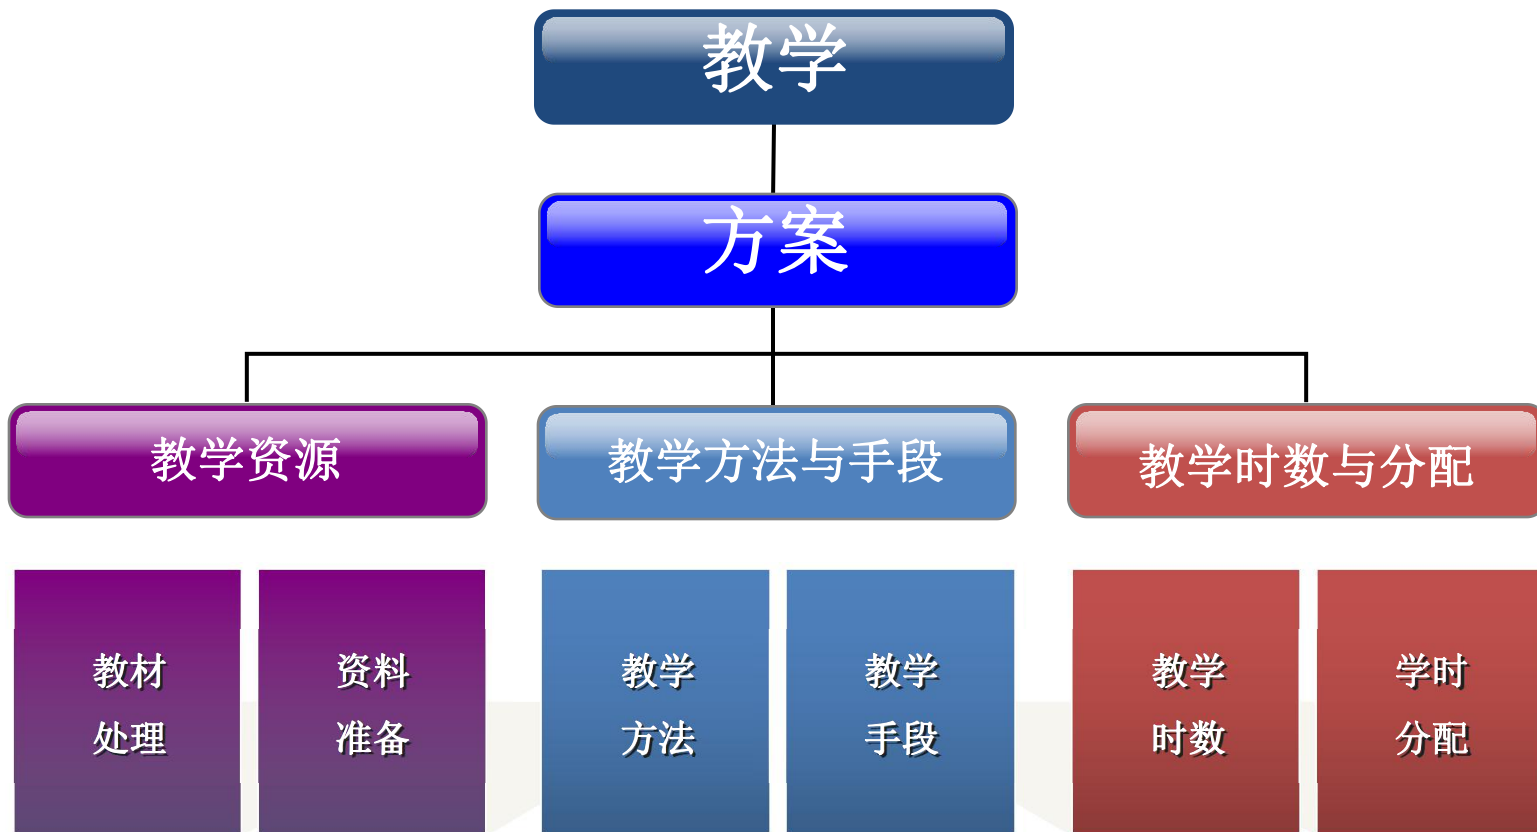 教学
方案
教学资源
教学方法与手段
教学时数与分配
教材
处理
资料
准备
教学
方法
教学
手段
教学
时数
学时
分配